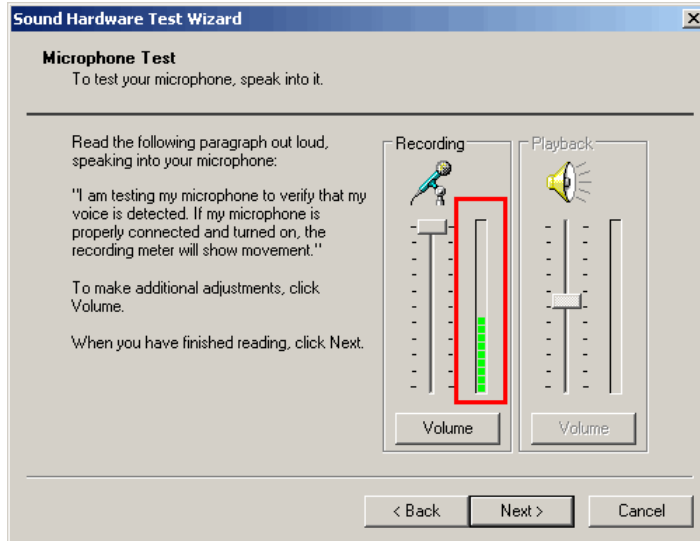 Sound Hardware Test Wizard
Microphone Test
To test your microphone, speak into it.
Read the following paragraph out loud,
speaking into your microphone:
"I am testing my microphone to verify that my
voice is detected. If my microphone is
properly connected and turned on, the
recording meter will show movement."
To make additional adjustments, click
Volume.
When you have finished reading, click Next.
Recording
Playback
Volume
Volume
< Back
Next >
Cancel